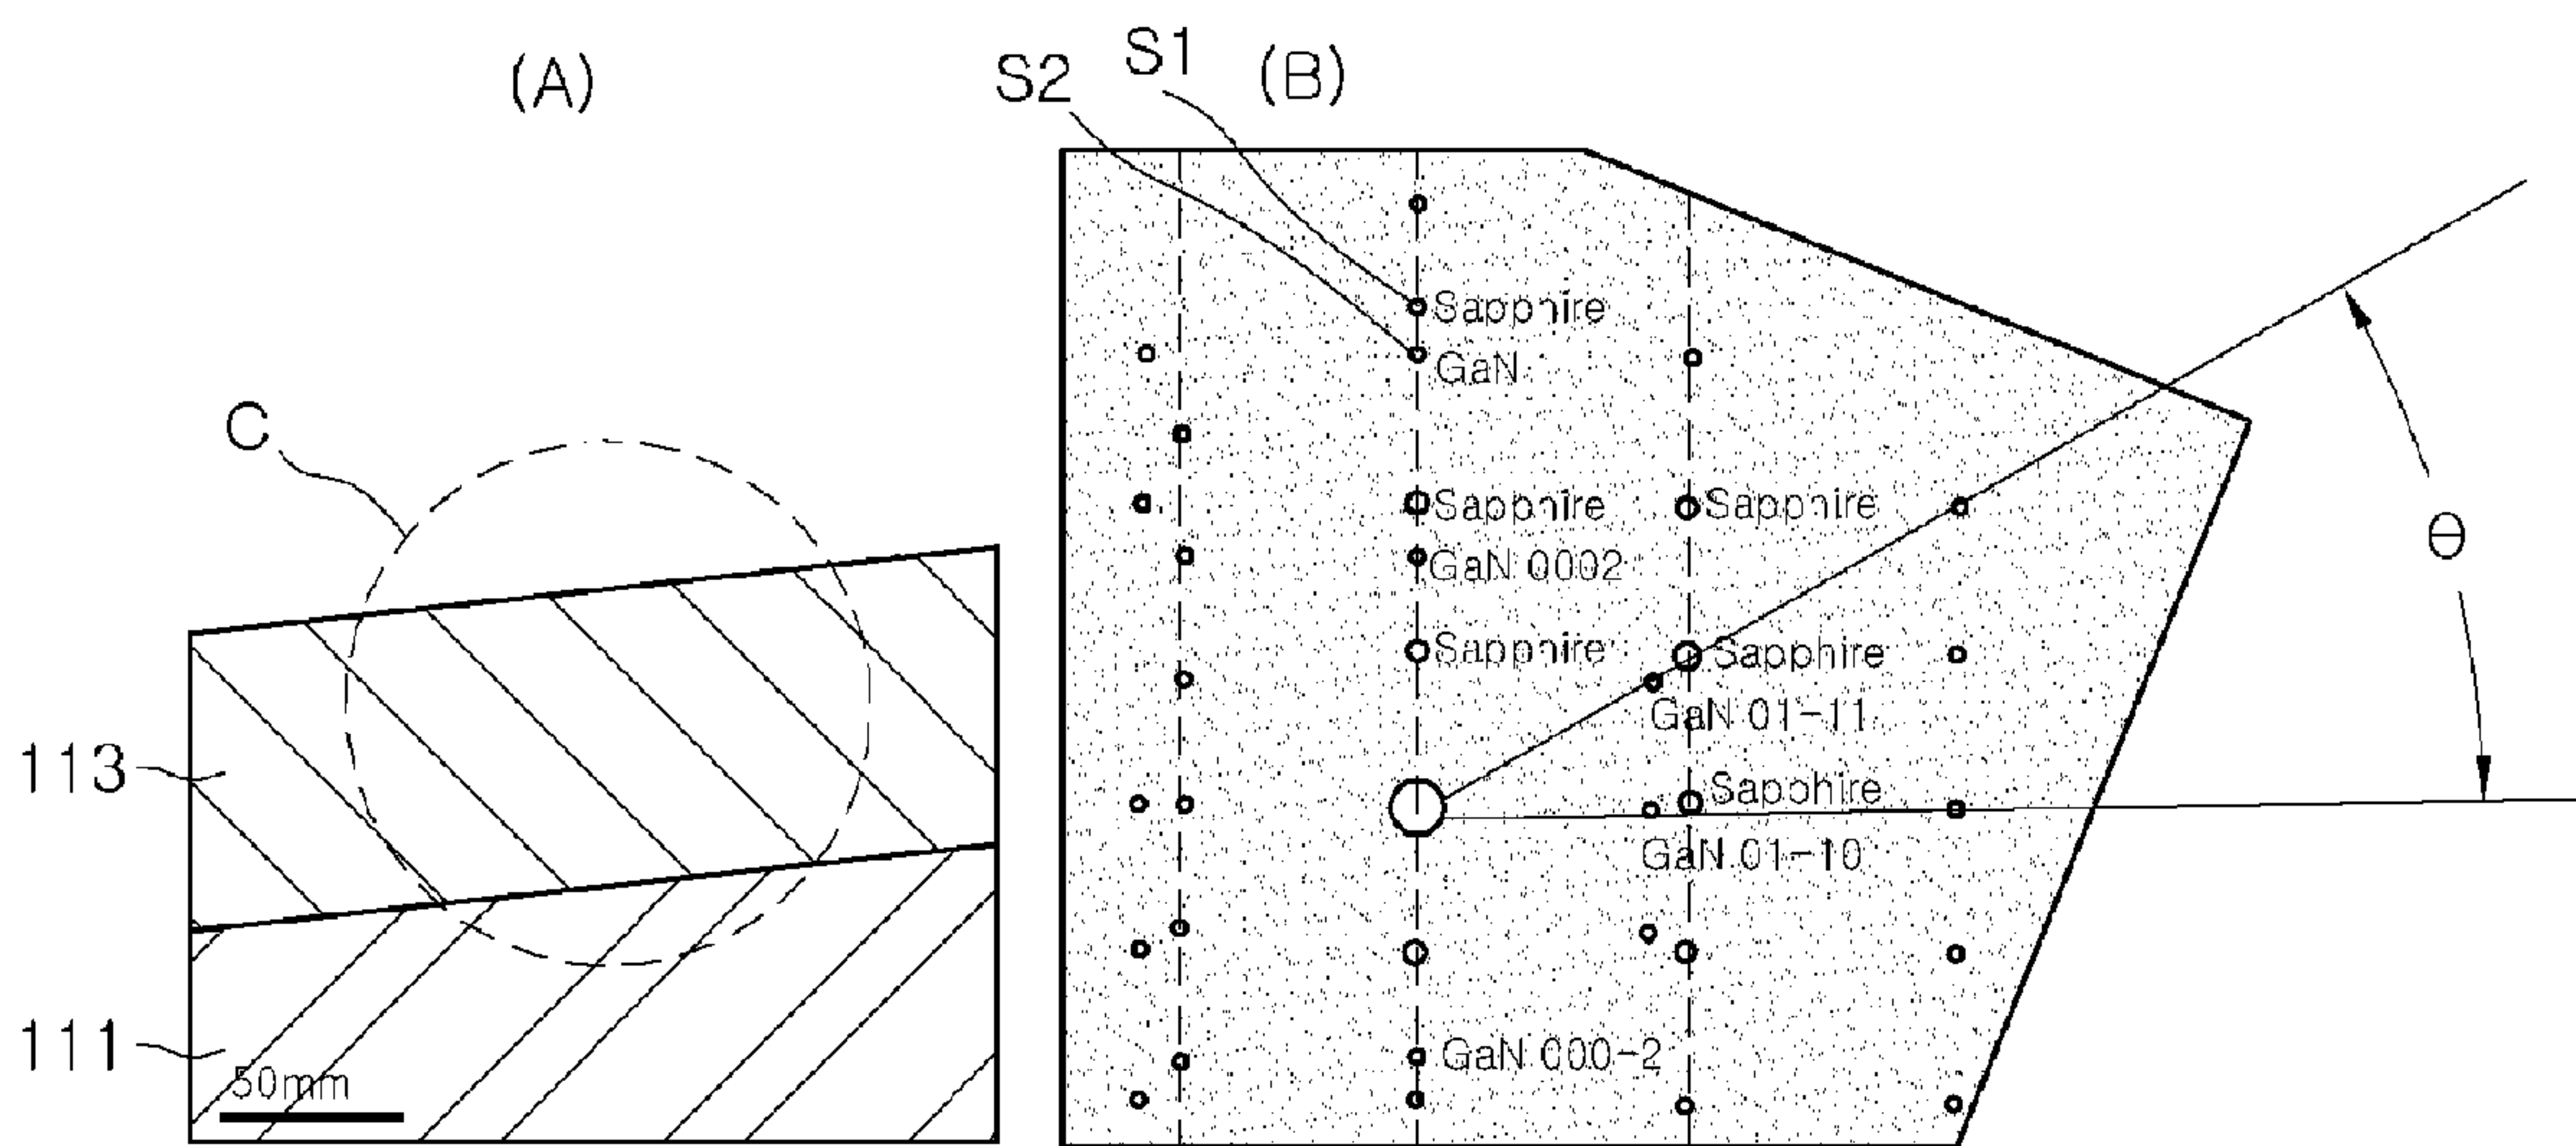 (A)
S2
S1
(B)
Sapphire
GaN
C
Sapphire
Sapphire
GaN 0002
θ
Sapphire
Sapphire
GaN 01-11
113
Sapphire
GaN 01-10
111
50mm
GaN 000-2